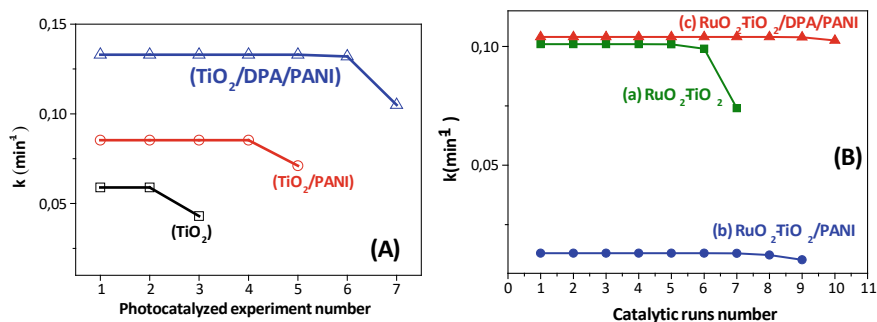 0,15
0,10
0,05
k (min⁻¹)
(TiO₂/DPA/PANI)
(TiO₂/PANI)
(TiO₂)
(A)
1 2 3 4 5 6 7
Photocatalyzed experiment number
(c) RuO₂-TiO₂/DPA/PANI
0,10
(a) RuO₂-TiO₂
k(min⁻¹)
(B)
0,05
(b) RuO₂-TiO₂/PANI
0 1 2 3 4 5 6 7 8 9 10 11
Catalytic runs number